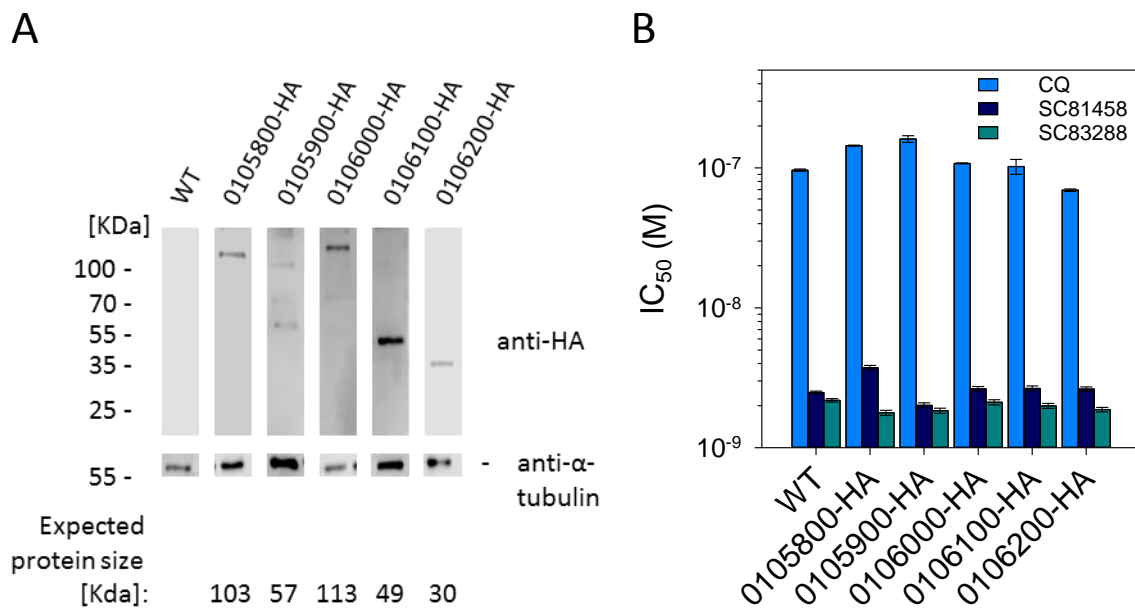 A
WT
0105800-HA
0105900-HA
0106000-HA
0106100-HA
0106200-HA
[KDa]
100 -
70 -
55 -
35 -
25 -
anti-HA
55 -
- anti-α-
tubulin
Expected
protein size
[Kda]: 103 57 113 49 30
B
CQ
SC81458
SC83288
IC50 (M)
10-7
10-8
10-9
WT
0105800-HA
0105900-HA
0106000-HA
0106100-HA
0106200-HA